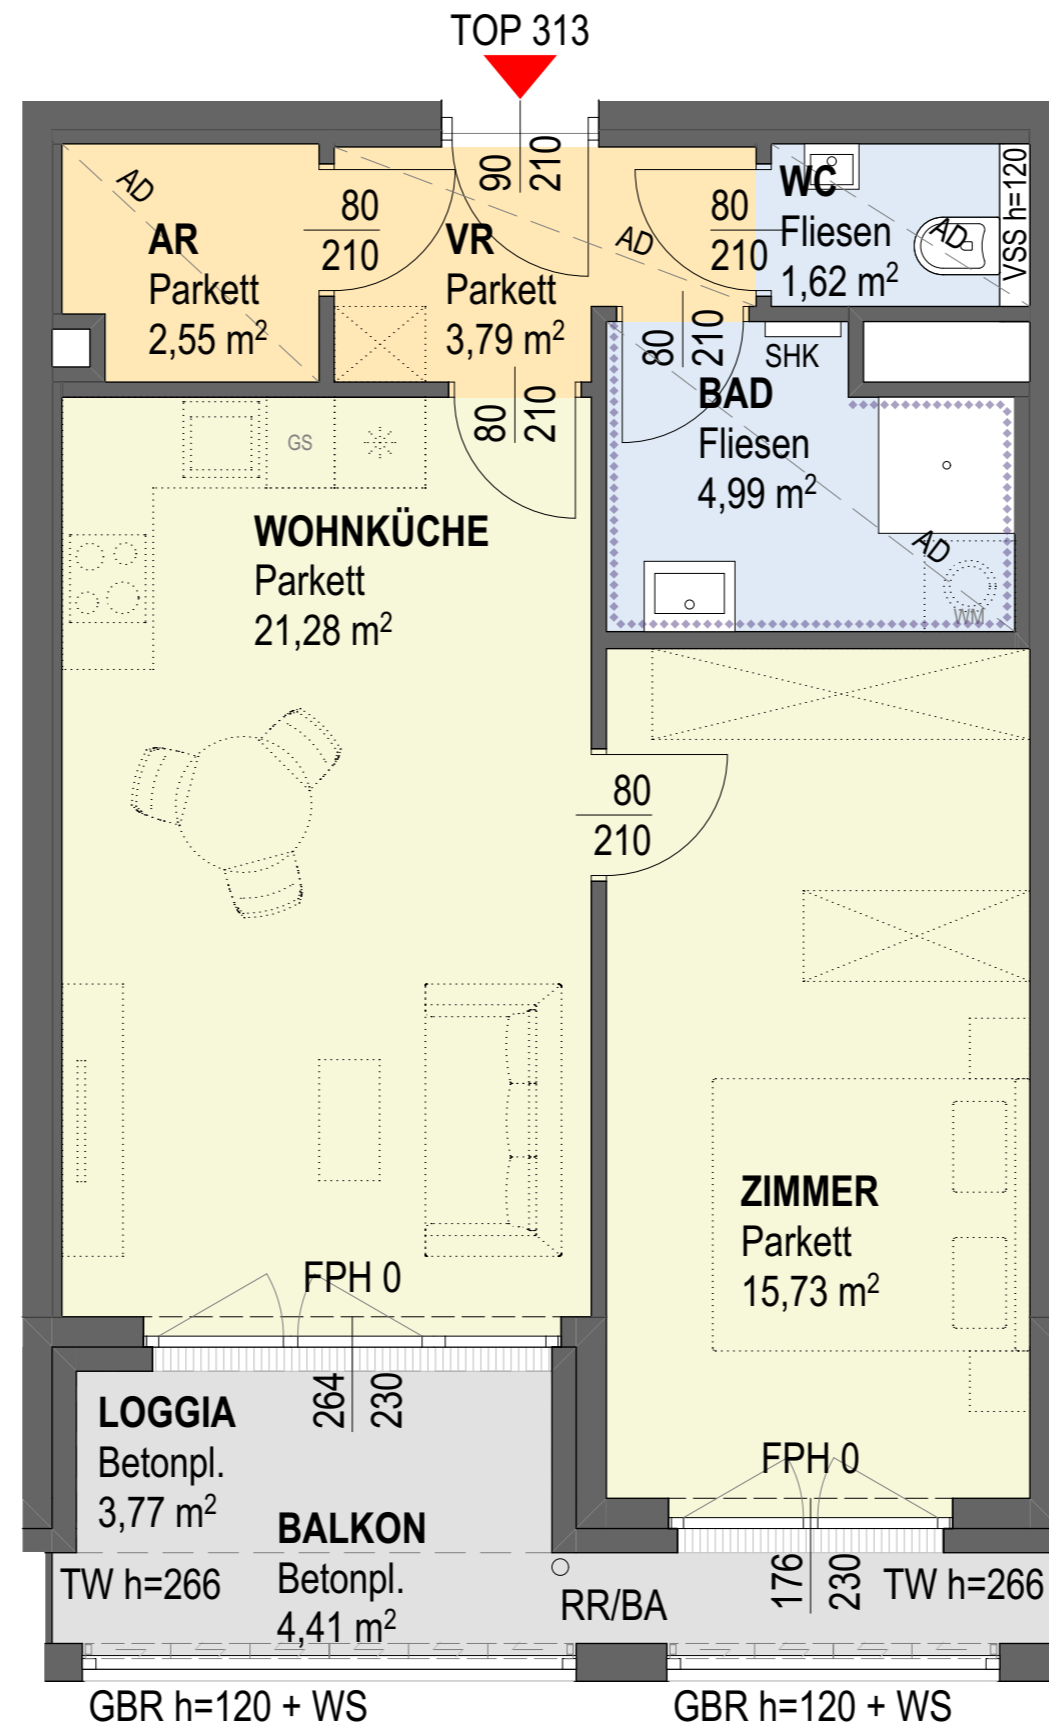 TOP 313
90
210
AD
AR
Parkett
2,55 m²
80
210
VR
Parkett
3,79 m²
AD
80
210
WC
Fliesen
1,62 m²
AD
VSS h=120
80
210
SHK
BAD
Fliesen
4,99 m²
AD
WM
80
210
GS
WOHNKÜCHE
Parkett
21,28 m²
80
210
ZIMMER
Parkett
15,73 m²
FPH 0
264
230
FPH 0
176
230
LOGGIA
Betonpl.
3,77 m²
BALKON
Betonpl.
4,41 m²
TW h=266
RR/BA
TW h=266
GBR h=120 + WS
GBR h=120 + WS